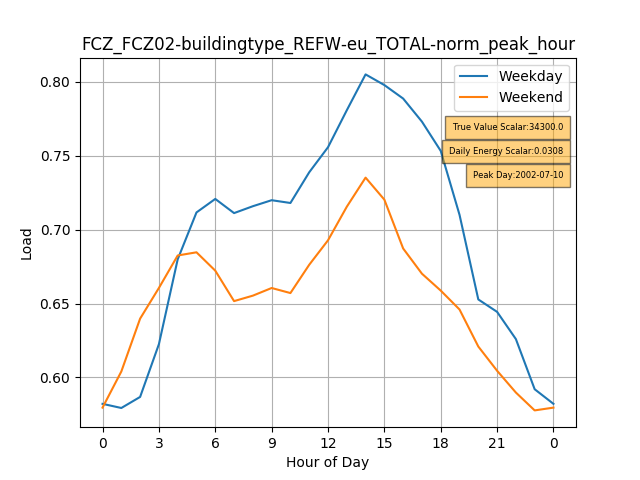 FCZ_FCZ02-buildingtype_REFW-eu_TOTAL-norm_peak_hour
Weekday
Weekend
True Value Scalar:34300.0
Daily Energy Scalar:0.0308
Peak Day:2002-07-10
0.80
0.75
0.70
0.65
0.60
Load
0 3 6 9 12 15 18 21 0
Hour of Day